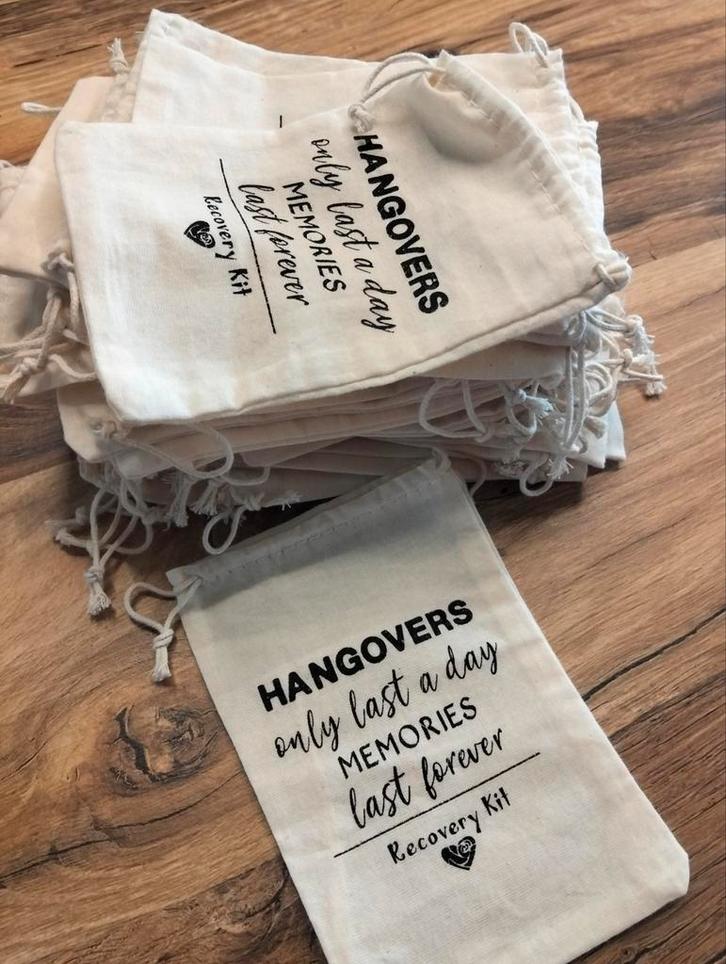 HANGOVERS
only last a day
MEMORIES
last forever
Recovery Kit
HANGOVERS
only last a day
MEMORIES
last forever
Recovery Kit